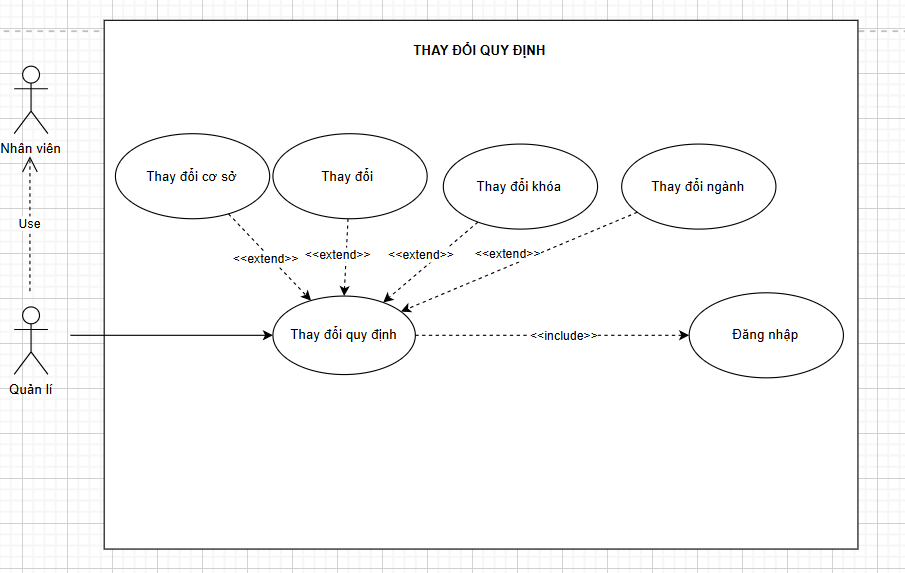 THAY ĐỔI QUY ĐỊNH
Nhân viên
Thay đổi cơ sở
Thay đổi
Thay đổi khóa
Thay đổi ngành
Use
<<extend>>
<<extend>>
<<extend>>
<<extend>>
Thay đổi quy định
<<include>>
Đăng nhập
Quản lí